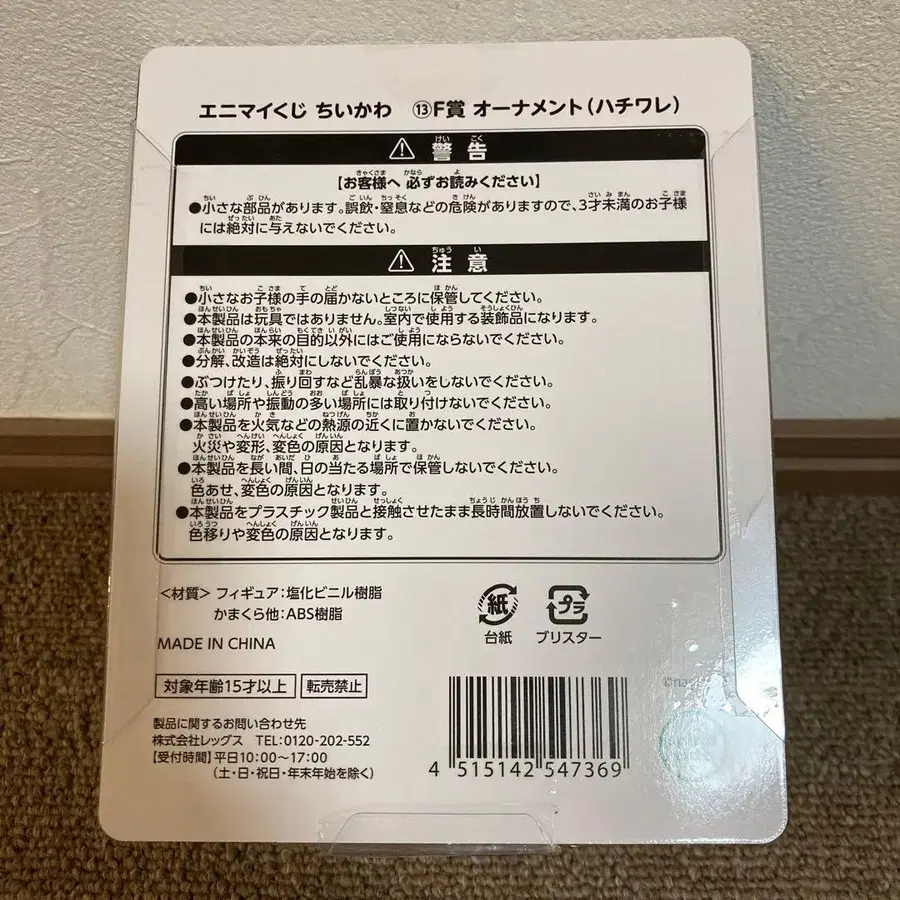 エニマイくじ ちいかわ ⑬F賞 オーナメント(ハチワレ)
⚠ 警告
【お客様へ 必ずお読みください】
●小さな部品があります。誤飲・窒息などの危険がありますので、3才未満のお子様
には絶対に与えないでください。
⚠ 注意
●小さなお子様の手の届かないところに保管してください。
●本製品は玩具ではありません。室内で使用する装飾品になります。
●本製品の本来の目的以外にはご使用にならないでください。
●分解、改造は絶対にしないでください。
●ぶつけたり、振り回すなど乱暴な扱いをしないでください。
●高い場所や振動の多い場所には取り付けないでください。
●本製品を火気などの熱源の近くに置かないでください。
火災や変形、変色の原因となります。
●本製品を長い間、日の当たる場所で保管しないでください。
色あせ、変色の原因となります。
●本製品をプラスチック製品と接触させたまま長時間放置しないでください。
色移りや変色の原因となります。
<材質> フィギュア:塩化ビニル樹脂
かまくら他:ABS樹脂
MADE IN CHINA
紙
台紙
プラ
ブリスター
対象年齢15才以上
転売禁止
製品に関するお問い合わせ先
株式会社レッグス TEL:0120-202-552
【受付時間】平日10:00～17:00
(土・日・祝日・年末年始を除く)
4 515142 547369